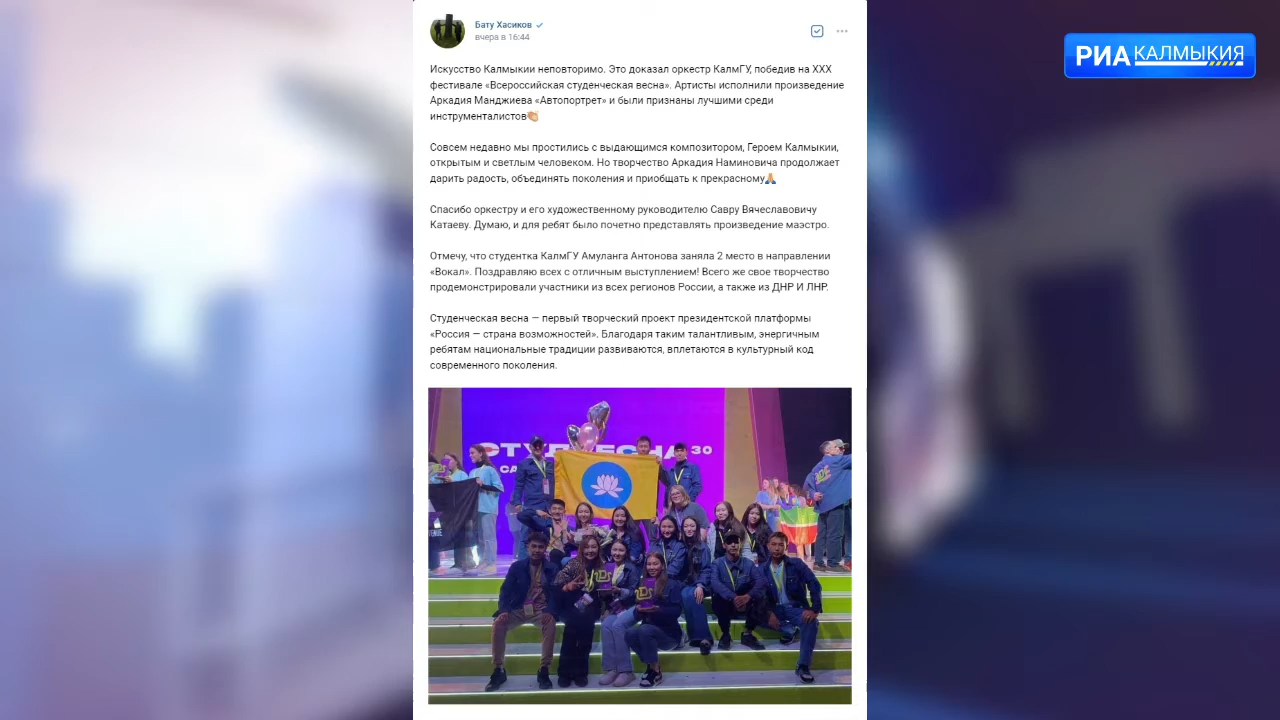 Бату Хасиков
вчера в 16:44
РИА КАЛМЫКИЯ
Искусство Калмыкии неповторимо. Это доказал оркестр КалмГУ, победив на XXX
фестивале «Всероссийская студенческая весна». Артисты исполнили произведение
Аркадия Манджиева «Автопортрет» и были признаны лучшими среди
инструменталистов👏🏼
Совсем недавно мы простились с выдающимся композитором, Героем Калмыкии,
открытым и светлым человеком. Но творчество Аркадия Наминовича продолжает
дарить радость, объединять поколения и приобщать к прекрасному🙏🏼
Спасибо оркестру и его художественному руководителю Савру Вячеславовичу
Катаеву. Думаю, и для ребят было почетно представлять произведение маэстро.
Отмечу, что студентка КалмГУ Амуланга Антонова заняла 2 место в направлении
«Вокал». Поздравляю всех с отличным выступлением! Всего же свое творчество
продемонстрировали участники из всех регионов России, а также из ДНР И ЛНР.
Студенческая весна — первый творческий проект президентской платформы
«Россия — страна возможностей». Благодаря таким талантливым, энергичным
ребятам национальные традиции развиваются, вплетаются в культурный код
современного поколения.
30